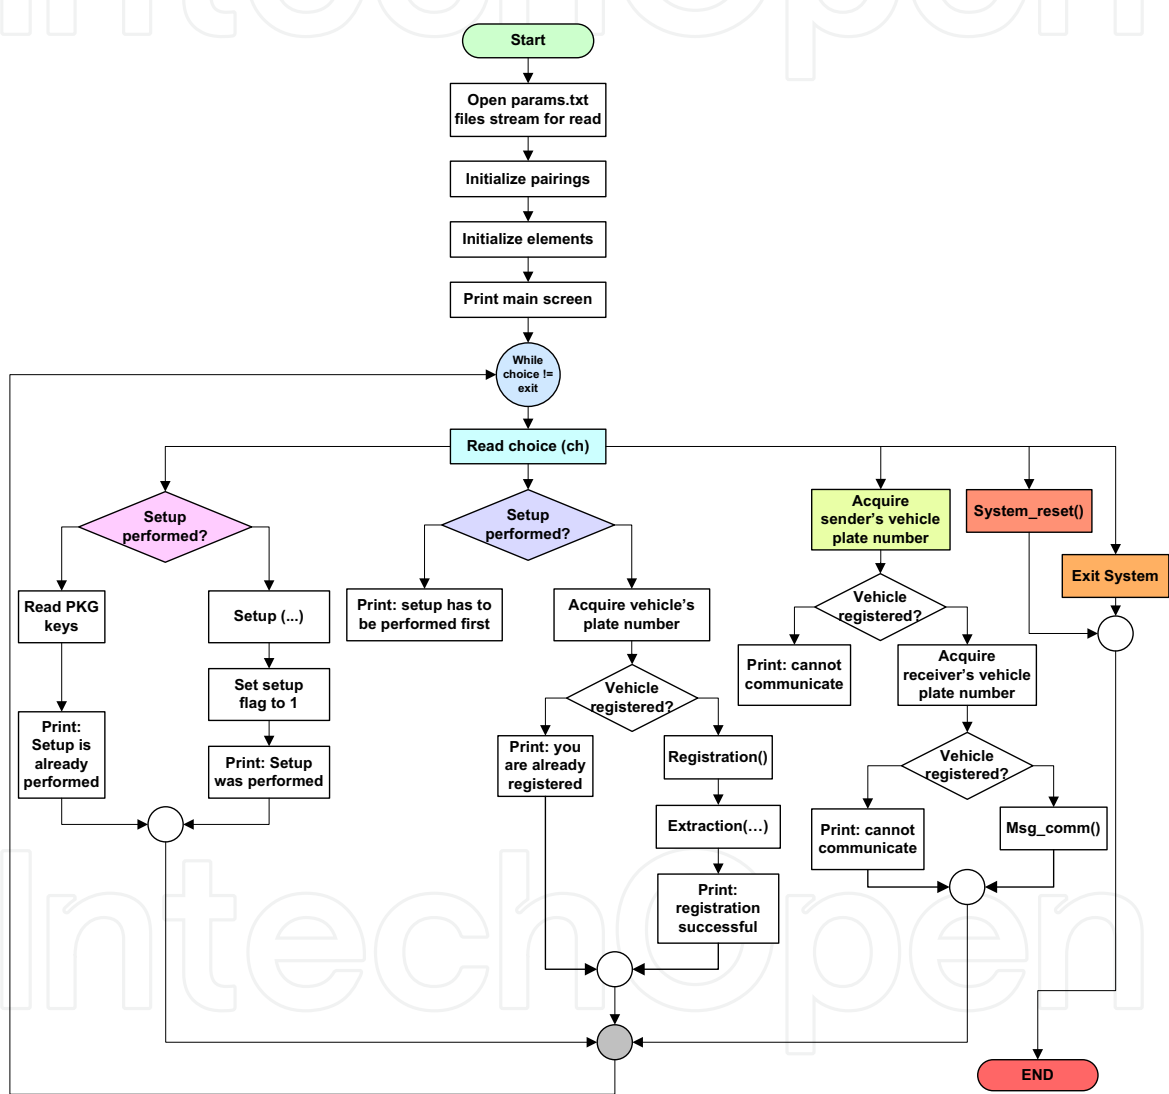 Start
Open params.txt
files stream for read
Initialize pairings
Initialize elements
Print main screen
While
choice !=
exit
Read choice (ch)
Setup
performed?
Read PKG
keys
Print:
Setup is
already
performed
Setup (...)
Set setup
flag to 1
Print: Setup
was performed
Setup
performed?
Print: setup has to
be performed first
Acquire vehicle's
plate number
Vehicle
registered?
Print: you
are already
registered
Registration()
Extraction(...)
Print:
registration
successful
Acquire
sender's vehicle
plate number
Vehicle
registered?
Print: cannot
communicate
Acquire
receiver's vehicle
plate number
Vehicle
registered?
Print: cannot
communicate
Msg_comm()
System_reset()
Exit System
END
IntechOpen
IntechOpen